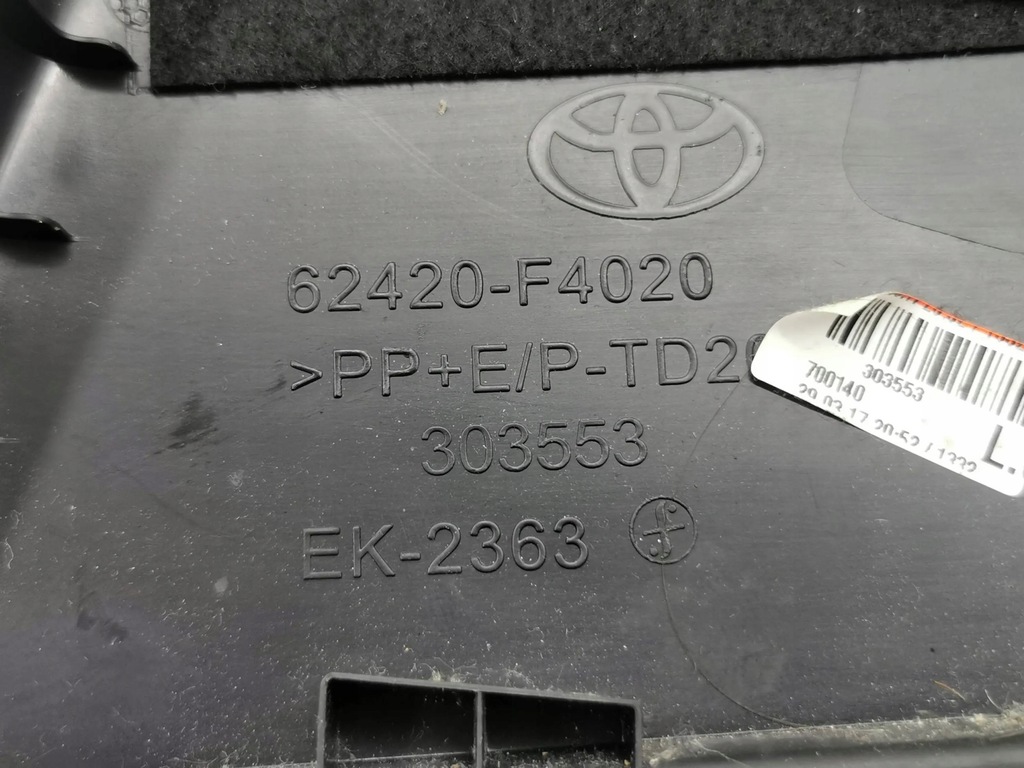 62420-F4020
>PP+E/P-TD2
303553
EK-2363
303553
700140
L.